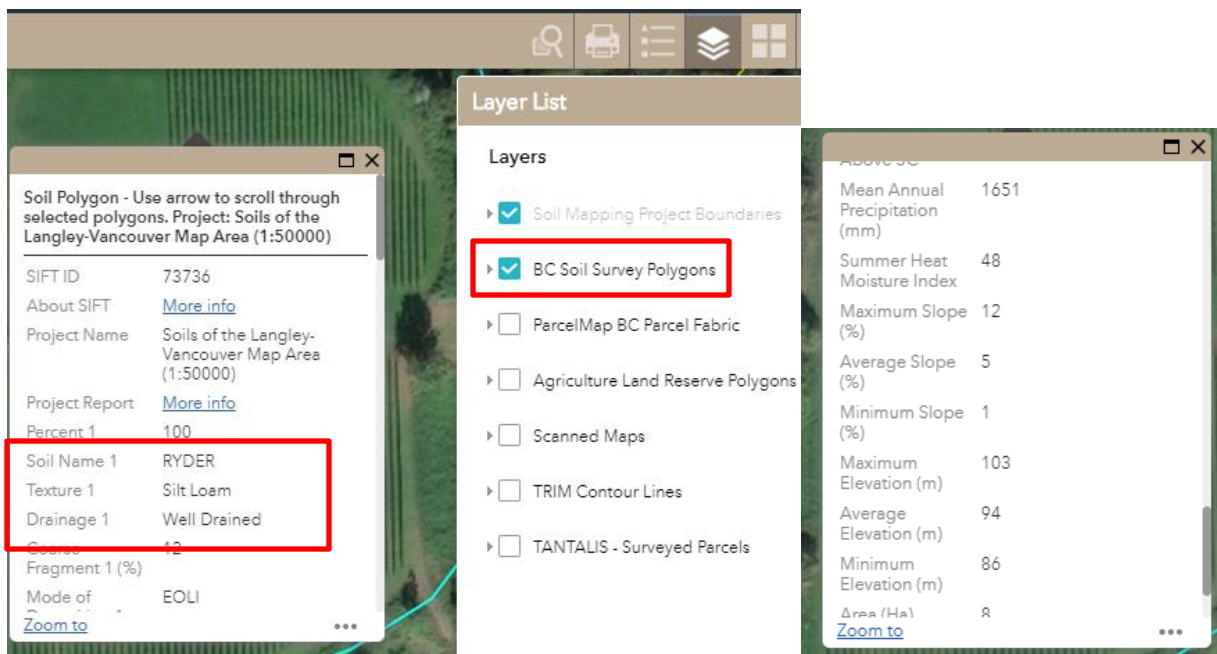 Layer List
Layers
Soil Mapping Project Boundaries
BC Soil Survey Polygons
ParcelMap BC Parcel Fabric
Agriculture Land Reserve Polygons
Scanned Maps
TRIM Contour Lines
TANTALIS - Surveyed Parcels
Soil Polygon - Use arrow to scroll through
selected polygons. Project: Soils of the
Langley-Vancouver Map Area (1:50000)
SIFT ID 73736
About SIFT More info
Project Name Soils of the Langley-
Vancouver Map Area
(1:50000)
Project Report More info
Percent 1 100
Soil Name 1 RYDER
Texture 1 Silt Loam
Drainage 1 Well Drained
Coarse 12
Fragment 1 (%)
Mode of EOLI
Zoom to
Mean Annual 1651
Precipitation
(mm)
Summer Heat 48
Moisture Index
Maximum Slope 12
(%)
Average Slope 5
(%)
Minimum Slope 1
(%)
Maximum 103
Elevation (m)
Average 94
Elevation (m)
Minimum 86
Elevation (m)
Area (Ha) 8
Zoom to